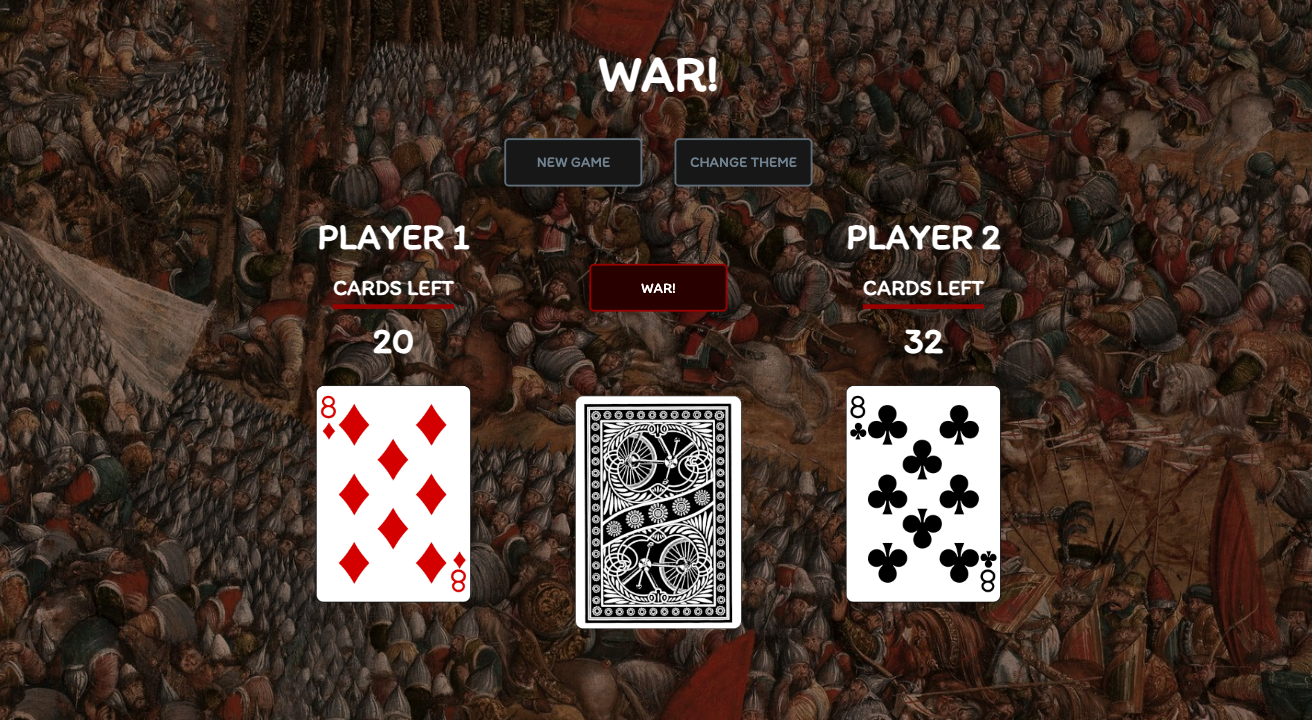 WAR!
NEW GAME
CHANGE THEME
PLAYER 1
PLAYER 2
CARDS LEFT
WAR!
CARDS LEFT
20
32
8
8
8
8